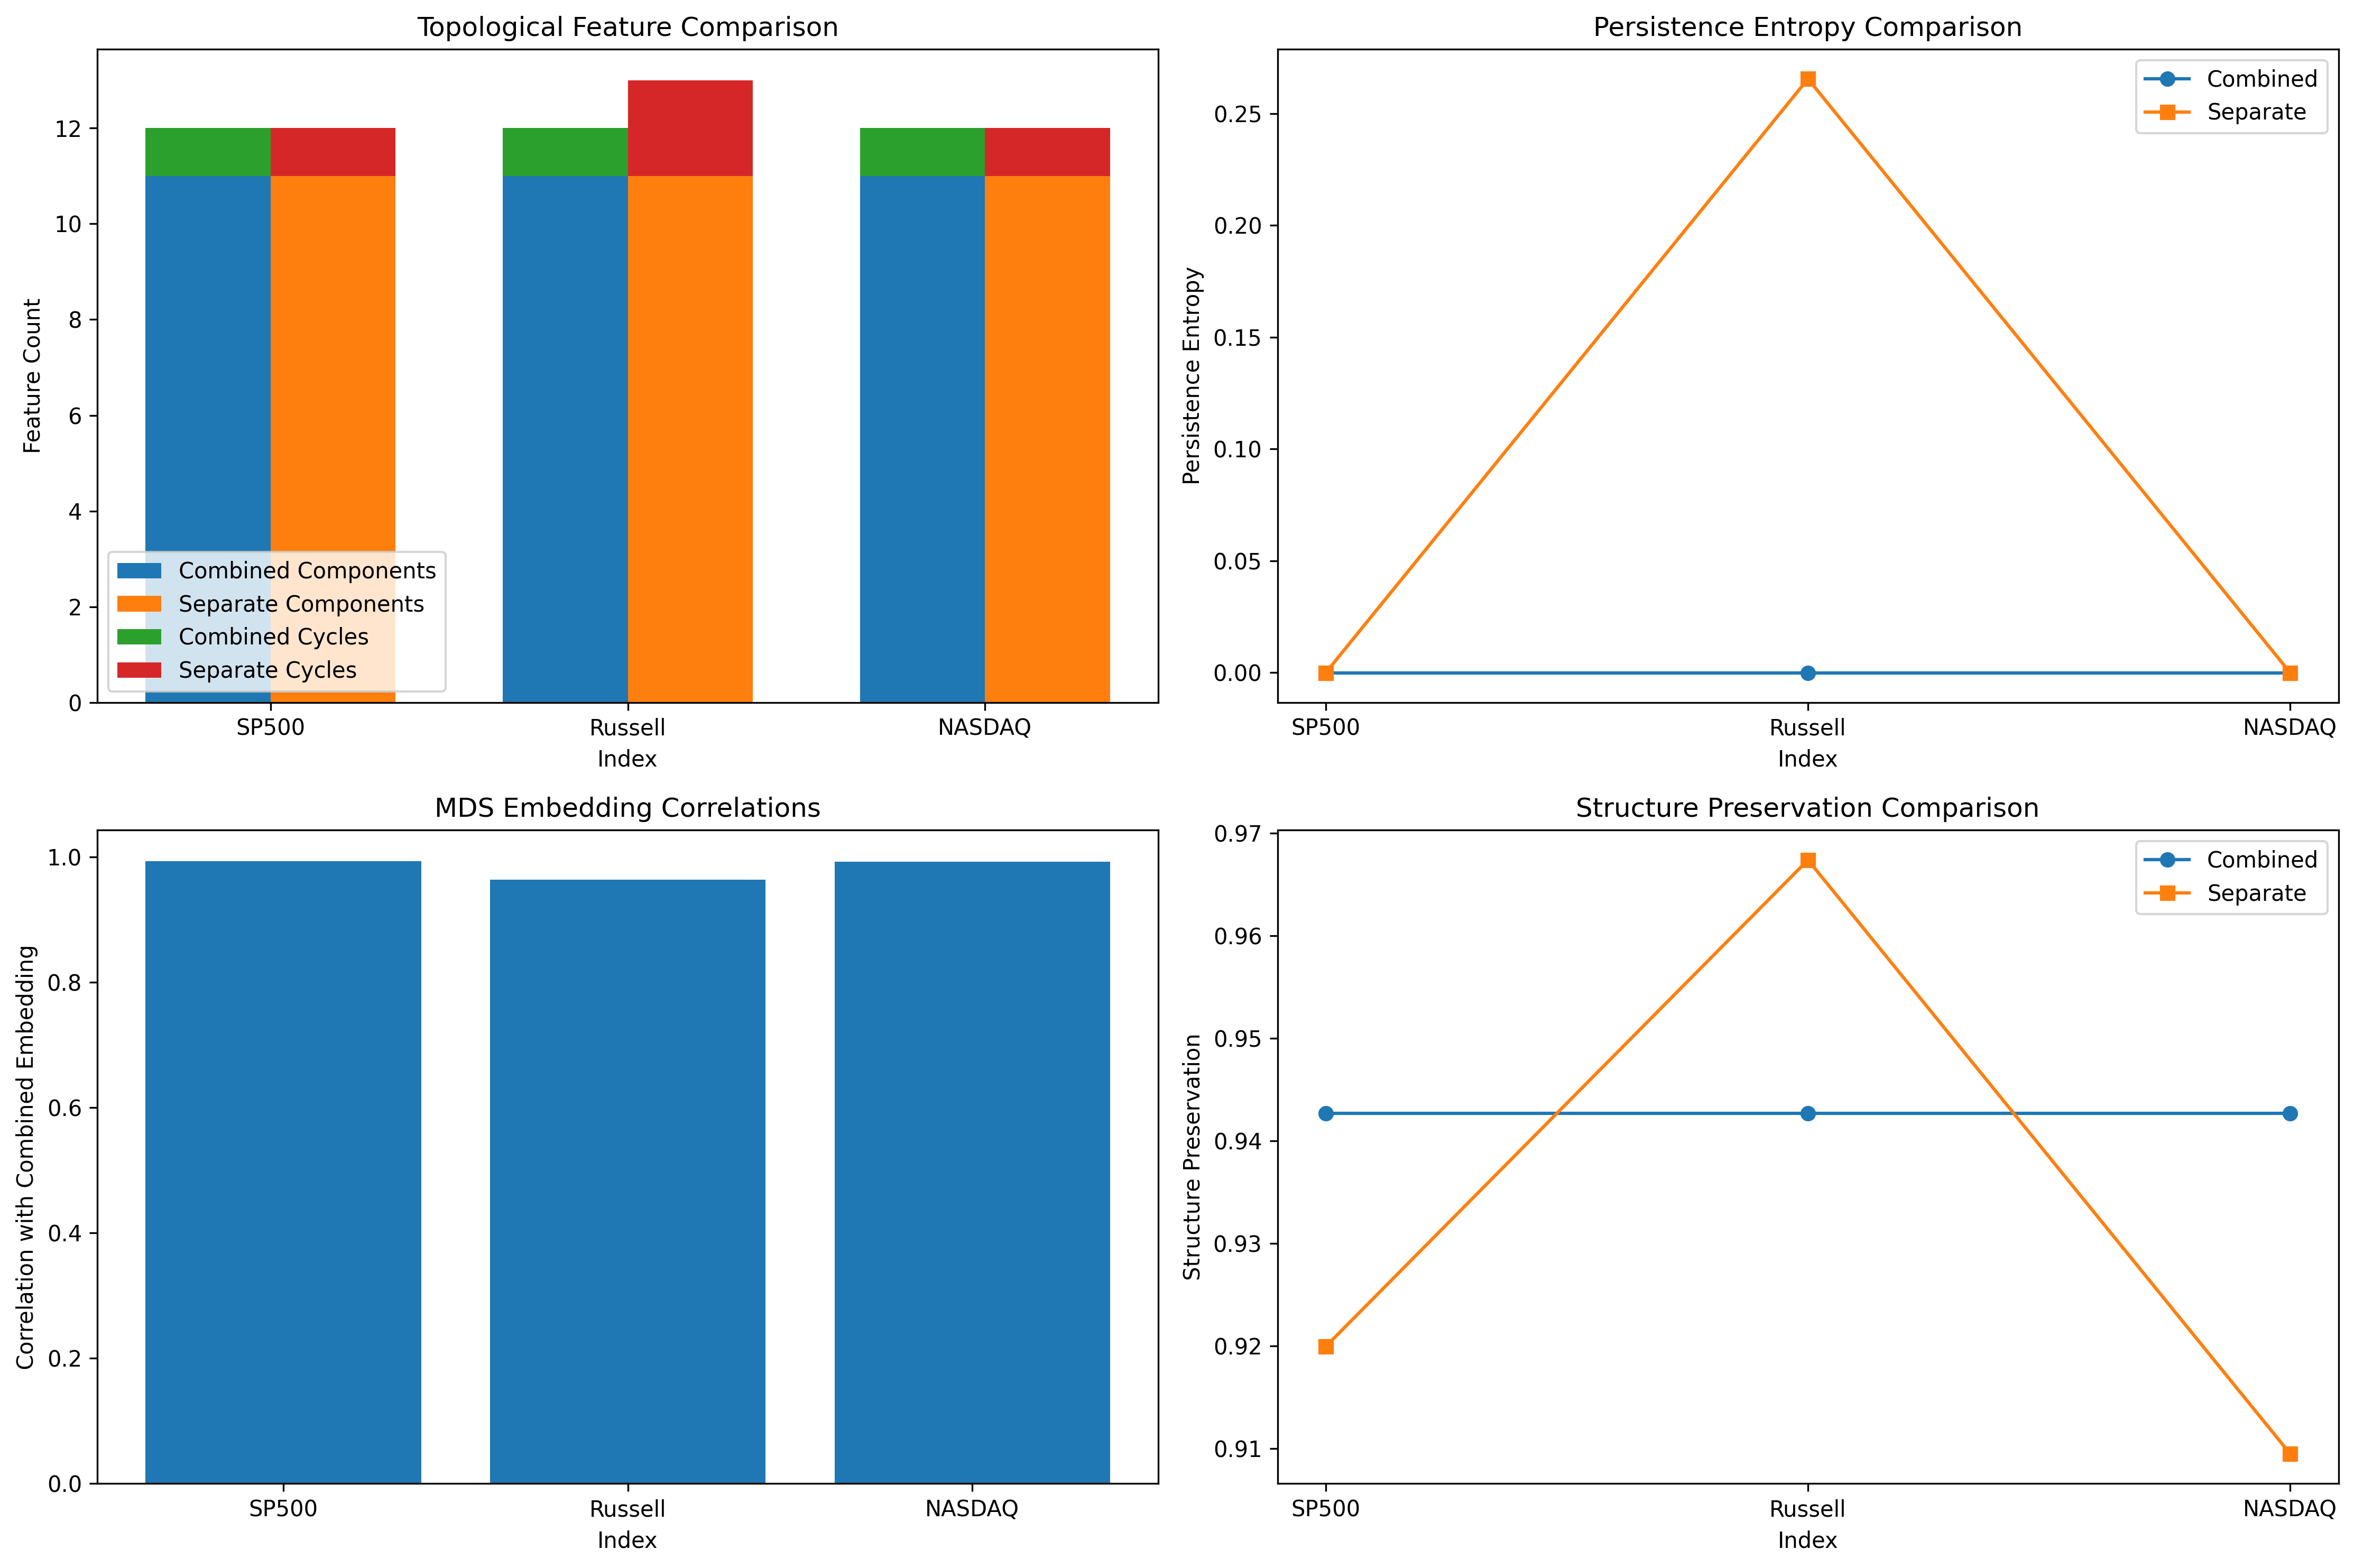 Topological Feature Comparison
12
10
8
6
4
2
0
Feature Count
Combined Components
Separate Components
Combined Cycles
Separate Cycles
SP500
Russell
NASDAQ
Index
Persistence Entropy Comparison
0.25
0.20
0.15
0.10
0.05
0.00
Persistence Entropy
Combined
Separate
SP500
Russell
NASDAQ
Index
MDS Embedding Correlations
1.0
0.8
0.6
0.4
0.2
0.0
Correlation with Combined Embedding
SP500
Russell
NASDAQ
Index
Structure Preservation Comparison
0.97
0.96
0.95
0.94
0.93
0.92
0.91
Structure Preservation
Combined
Separate
SP500
Russell
NASDAQ
Index